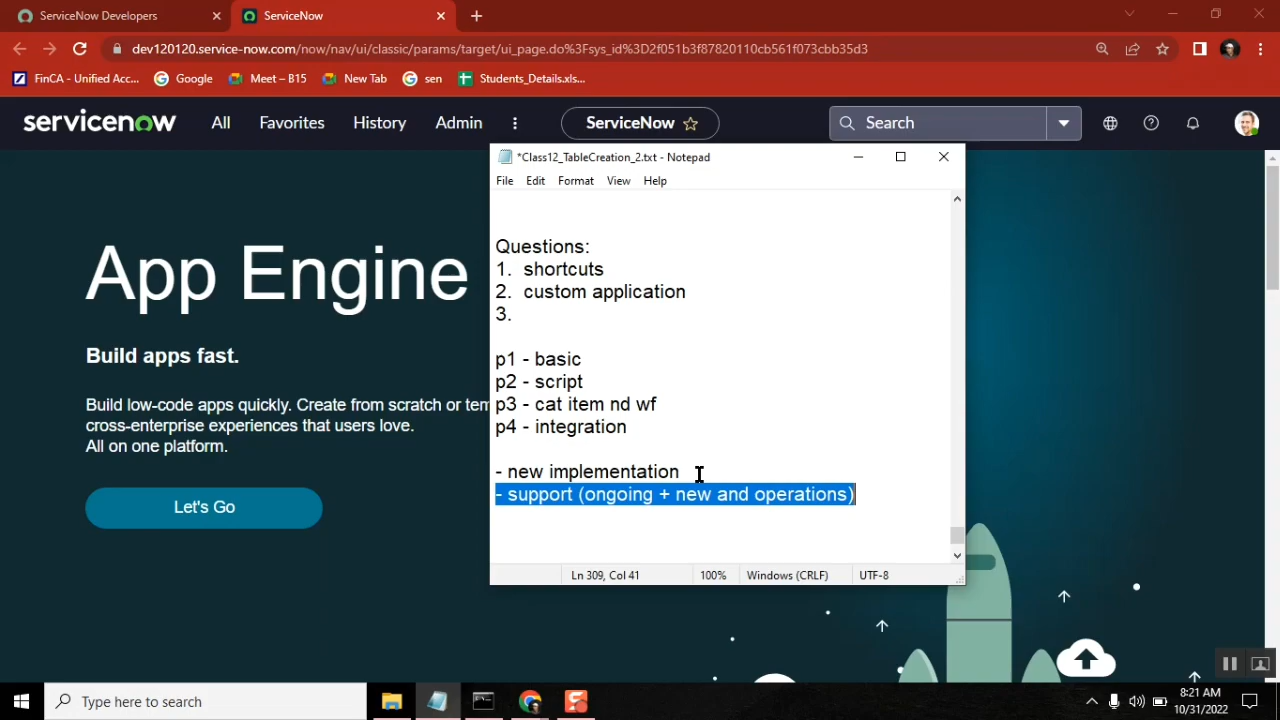 ServiceNow Developers
ServiceNow
dev120120.service-now.com/now/nav/ui/classic/params/target/ui_page.do%3Fsys_id%3D2f051b3f87820110cb561f073cbb35d3
FinCA - Unified Acc...
Google
Meet – B15
New Tab
sen
Students_Details.xls...
servicenow
All
Favorites
History
Admin
ServiceNow
Search
*Class12_TableCreation_2.txt - Notepad
File Edit Format View Help
Questions:
1. shortcuts
2. custom application
3.
p1 - basic
p2 - script
p3 - cat item nd wf
p4 - integration
- new implementation
- support (ongoing + new and operations)
Ln 309, Col 41
100%
Windows (CRLF)
UTF-8
App Engine
Build apps fast.
Build low-code apps quickly. Create from scratch or tem
cross-enterprise experiences that users love.
All on one platform.
Let's Go
Type here to search
8:21 AM
10/31/2022